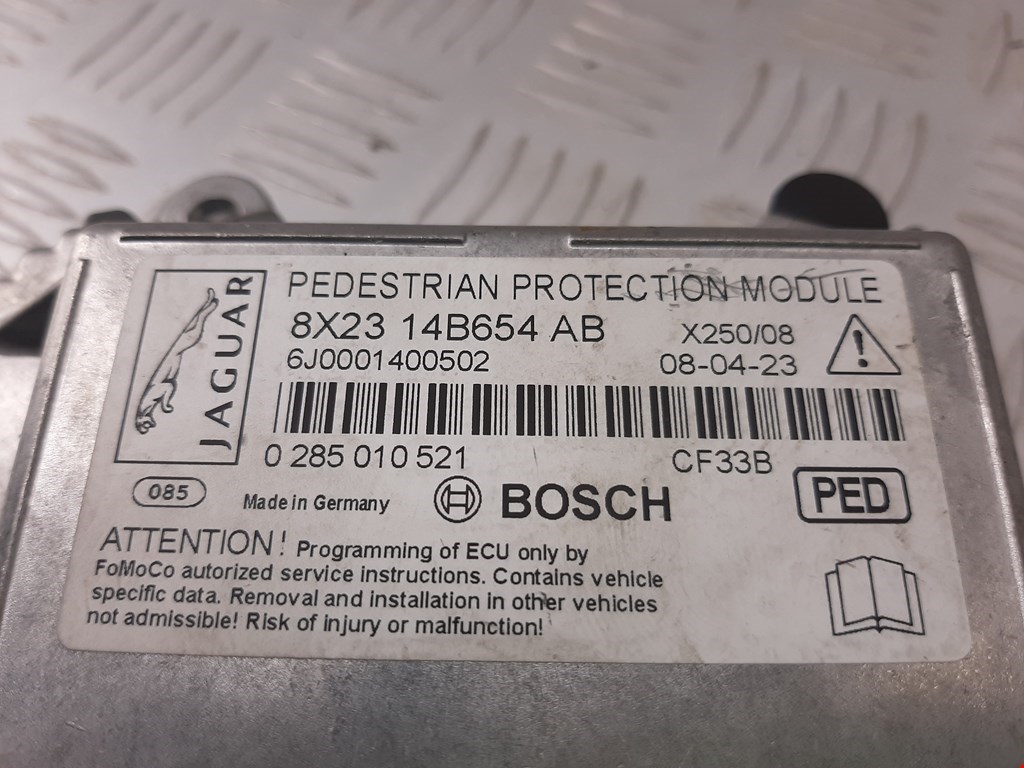 JAGUAR
PEDESTRIAN PROTECTION MODULE
8X23 14B654 AB
X250/08
6J0001400502
08-04-23
0 285 010 521
CF33B
085
Made in Germany
BOSCH
PED
ATTENTION! Programming of ECU only by
FoMoCo autorized service instructions. Contains vehicle
specific data. Removal and installation in other vehicles
not admissible! Risk of injury or malfunction!